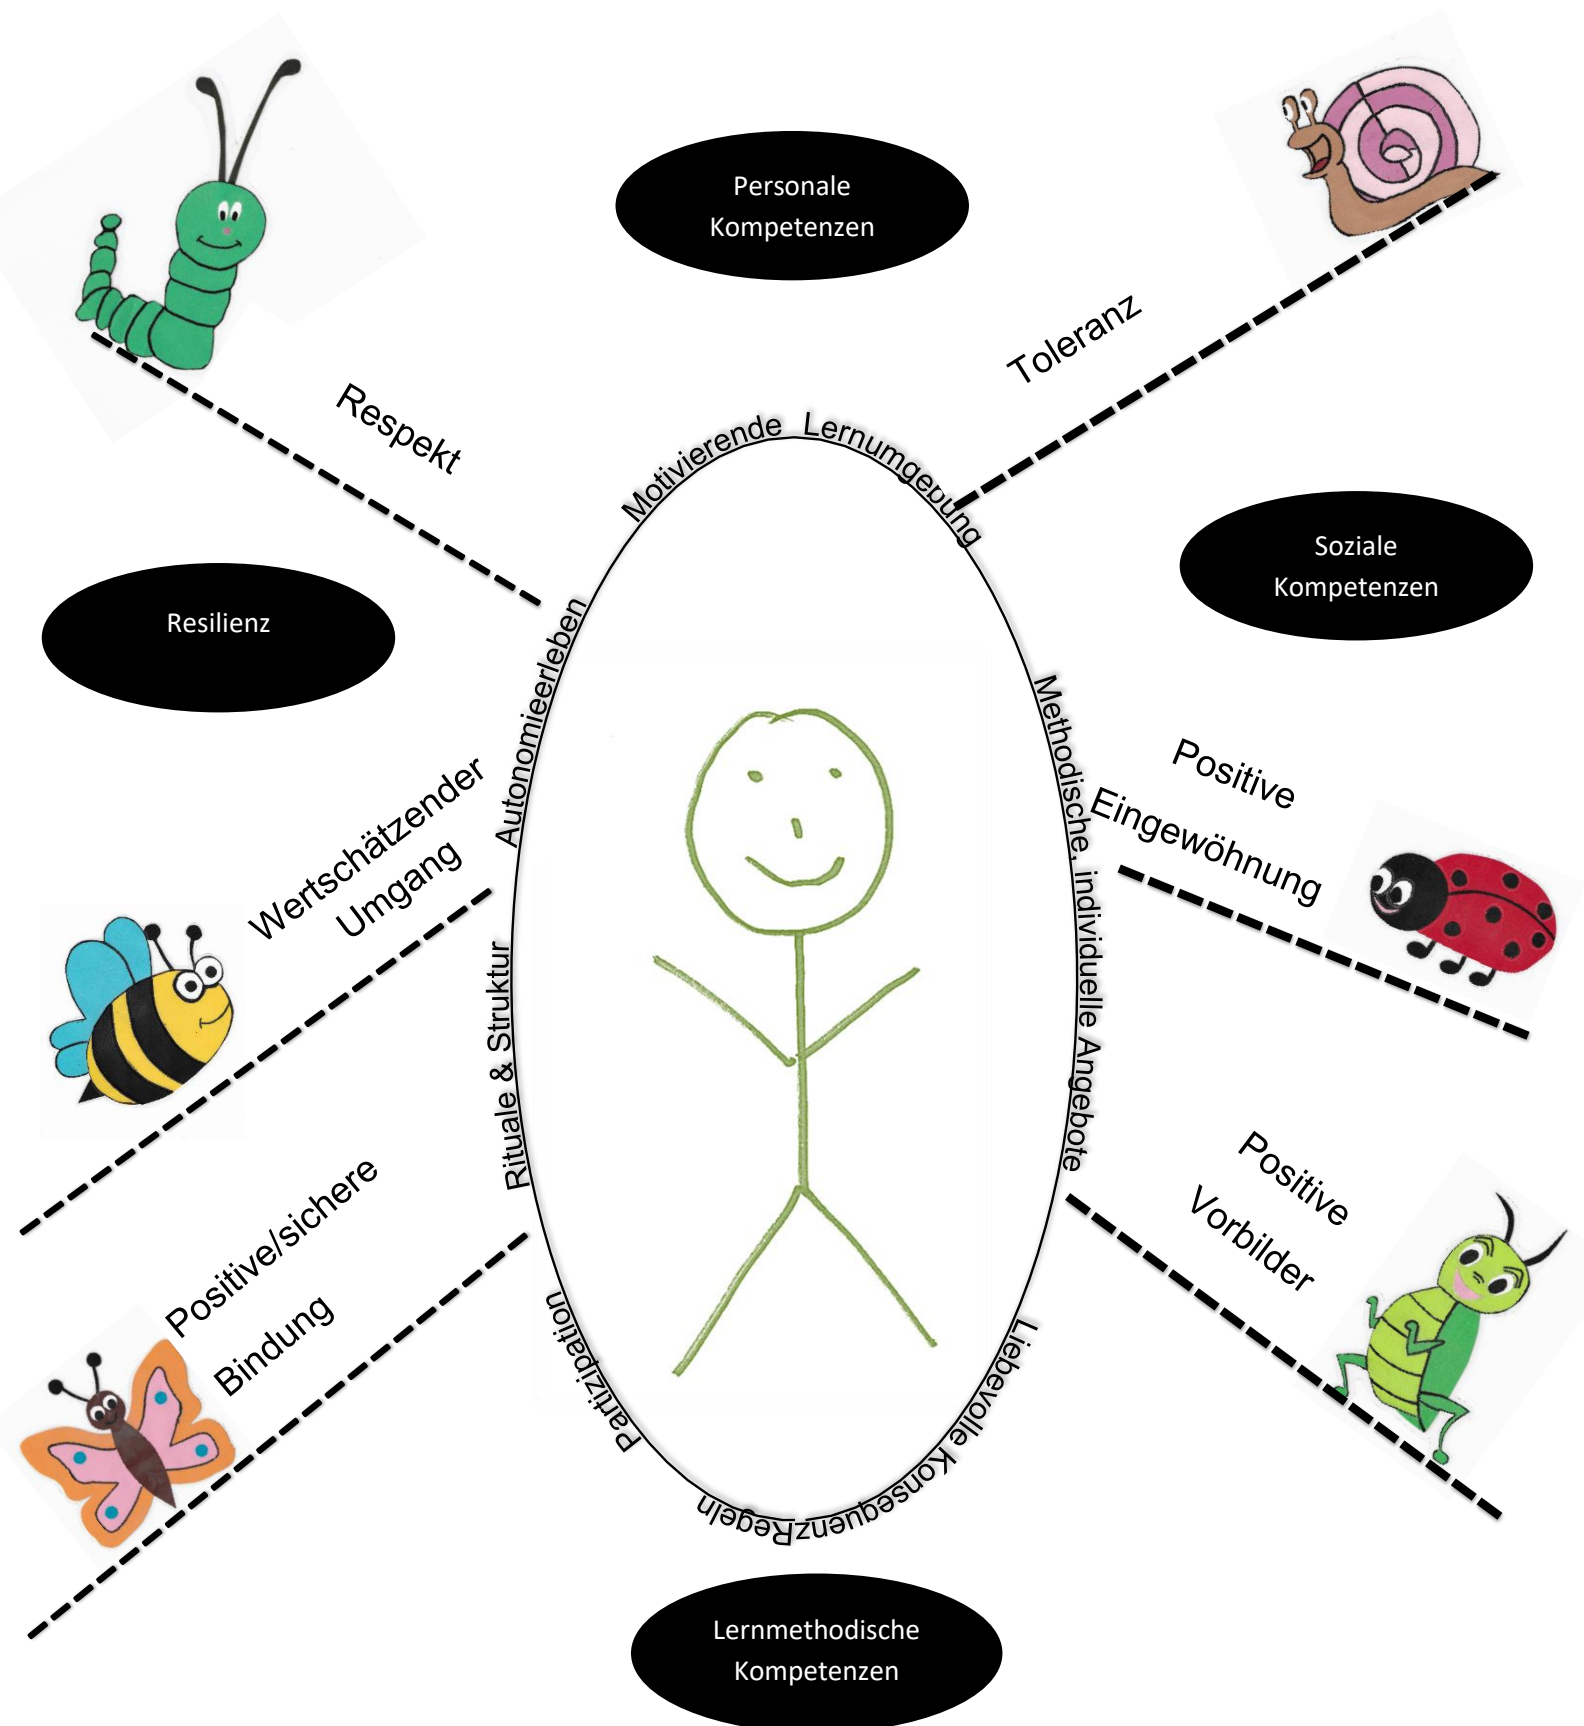 Personale
Kompetenzen
Toleranz
Respekt
Motivierende Lernumgebung
Soziale
Kompetenzen
Resilienz
Autonomieerleben
Methodische, individuelle Angebote
Positive
Eingewöhnung
Wertschätzender
Umgang
Rituale & Struktur
Positive
Vorbilder
Positive/sichere
Bindung
Partizipation
Liebevolle Konsequenz
Regeln
Lernmethodische
Kompetenzen